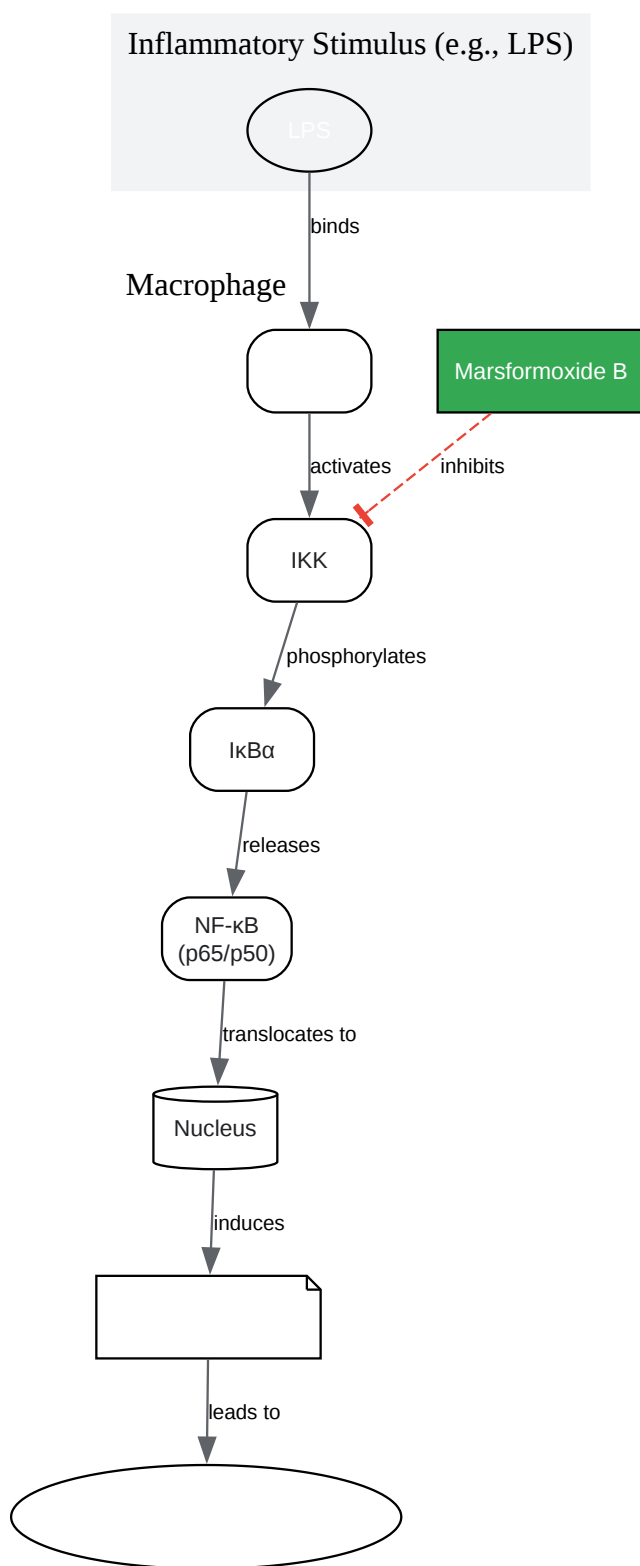 Inflammatory Stimulus (e.g., LPS)
LPS
binds
Macrophage
Marsformoxide B
activates
inhibits
IKK
phosphorylates
IκBα
releases
NF-κB
(p65/p50)
translocates to
Nucleus
induces
leads to